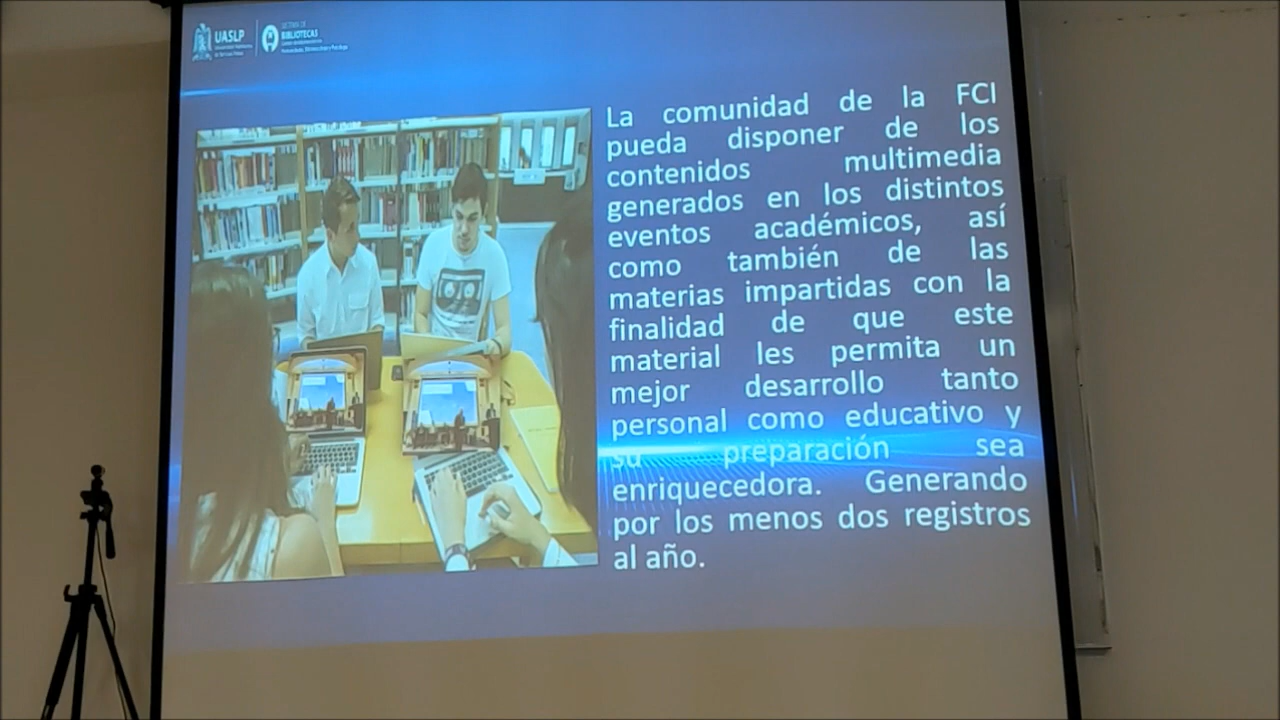 UASLP
BIBLIOTECAS
La comunidad de la FCI
pueda disponer de los
contenidos multimedia
generados en los distintos
eventos académicos, así
como también de las
materias impartidas con la
finalidad de que este
material les permita un
mejor desarrollo tanto
personal como educativo y
su preparación sea
enriquecedora. Generando
por los menos dos registros
al año.